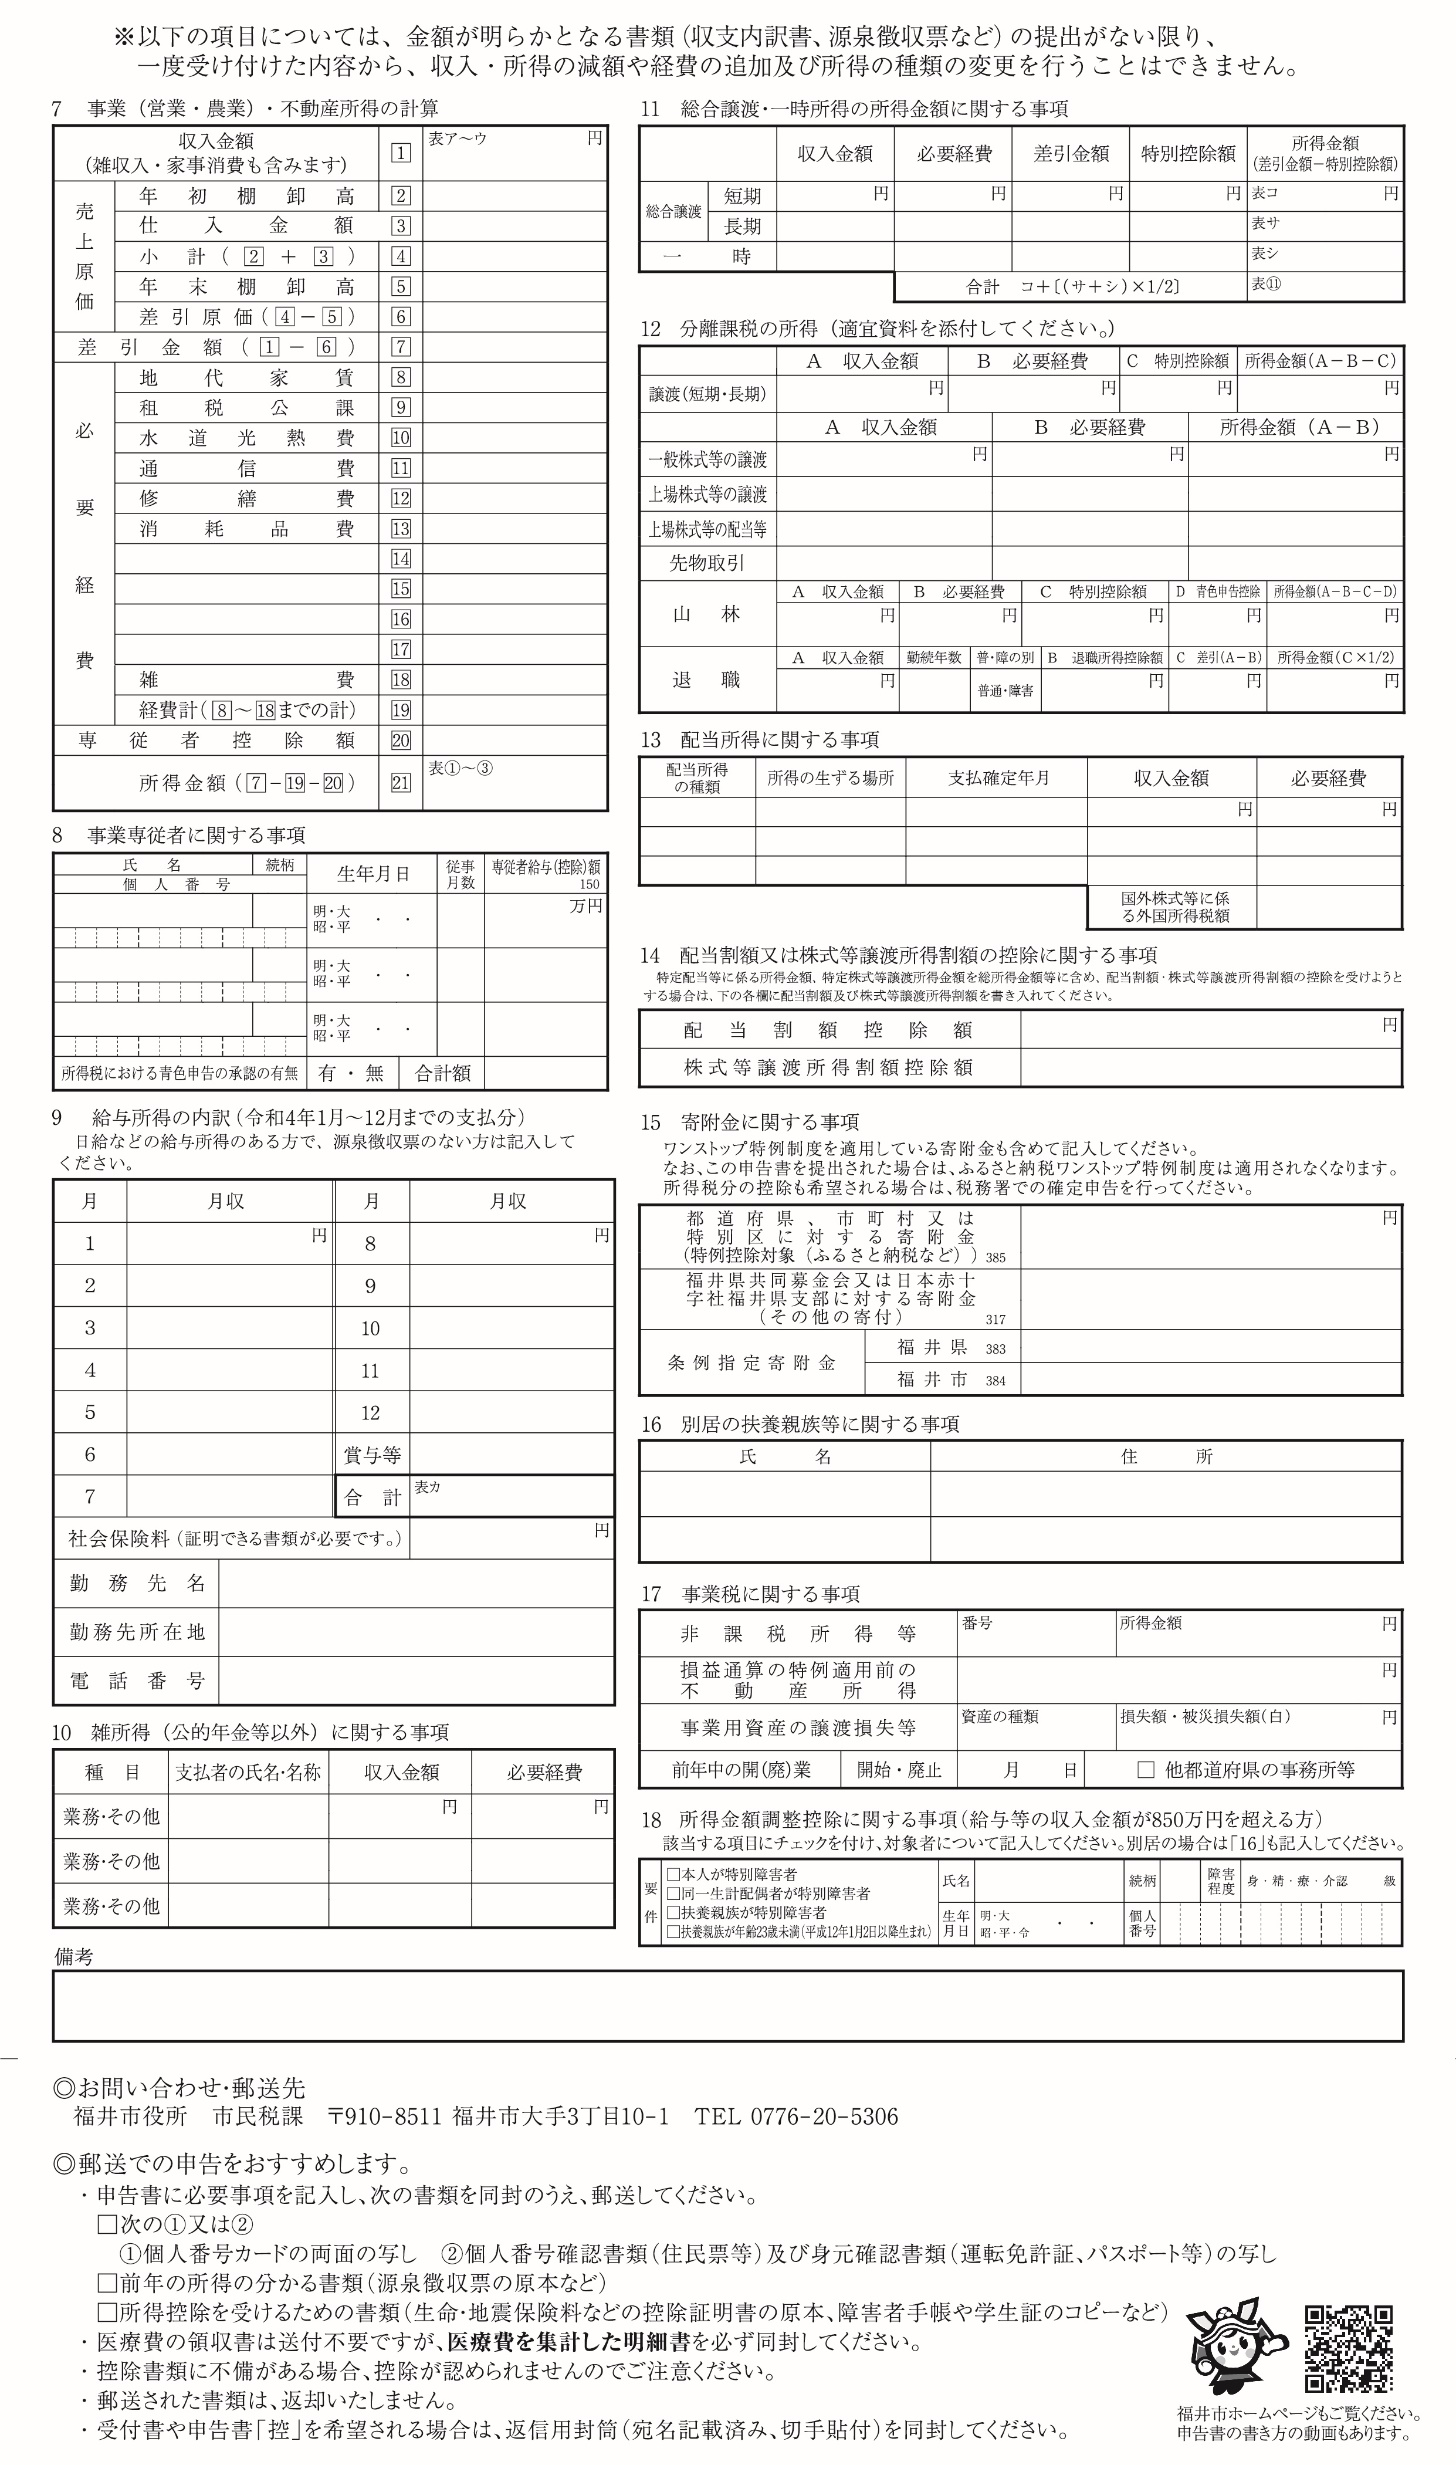 ※以下の項目については、金額が明らかとなる書類(収支内訳書、源泉徴収票など)の提出がない限り、
一度受け付けた内容から、収入・所得の減額や経費の追加及び所得の種類の変更を行うことはできません。
7 事業(営業・農業)・不動産所得の計算
収入金額
(雑収入・家事消費も含みます) 1 表ア～ウ 円
売上原価
年初棚卸高 2
仕入金額 3
小計(2+3) 4
年末棚卸高 5
差引原価(4－5) 6
差引金額(1－6) 7
必要経費
地代家賃 8
租税公課 9
水道光熱費 10
通信費 11
修繕費 12
消耗品費 13
14
15
16
17
雑費 18
経費計(8～18までの計) 19
専従者控除額 20
所得金額(7－19－20) 21 表①～③
8 事業専従者に関する事項
氏名 続柄 生年月日 従事月数 専従者給与(控除)額 150
個人番号
明・大 昭・平 ・ ・ 万円
明・大 昭・平 ・ ・
明・大 昭・平 ・ ・
所得税における青色申告の承認の有無 有・無 合計額
9 給与所得の内訳(令和4年1月～12月までの支払分)
日給などの給与所得のある方で、源泉徴収票のない方は記入して
ください。
月 月収 月 月収
1 円 8 円
2 9
3 10
4 11
5 12
6 賞与等
7 合計 表カ
社会保険料(証明できる書類が必要です。) 円
勤務先名
勤務先所在地
電話番号
10 雑所得(公的年金等以外)に関する事項
種目 支払者の氏名・名称 収入金額 必要経費
業務・その他 円 円
業務・その他
業務・その他
11 総合譲渡・一時所得の所得金額に関する事項
収入金額 必要経費 差引金額 特別控除額 所得金額
(差引金額－特別控除額)
総合譲渡 短期 円 円 円 円 表コ 円
長期 表サ
一時 表シ
合計 コ+〔(サ+シ)×1/2〕 表⑪
12 分離課税の所得(適宜資料を添付してください。)
A 収入金額 B 必要経費 C 特別控除額 所得金額(A－B－C)
譲渡(短期・長期) 円 円 円 円
A 収入金額 B 必要経費 所得金額(A－B)
一般株式等の譲渡 円 円 円
上場株式等の譲渡
上場株式等の配当等
先物取引
山林 A 収入金額 B 必要経費 C 特別控除額 D 青色申告控除 所得金額(A－B－C－D)
円 円 円 円 円
退職 A 収入金額 勤続年数 普・障の別 B 退職所得控除額 C 差引(A－B) 所得金額(C×1/2)
円 普通・障害 円 円 円
13 配当所得に関する事項
配当所得の種類 所得の生ずる場所 支払確定年月 収入金額 必要経費
円 円
国外株式等に係
る外国所得税額
14 配当割額又は株式等譲渡所得割額の控除に関する事項
特定配当等に係る所得金額、特定株式等譲渡所得金額を総所得金額等に含め、配当割額・株式等譲渡所得割額の控除を受けようと
する場合は、下の各欄に配当割額及び株式等譲渡所得割額を書き入れてください。
配当割額控除額 円
株式等譲渡所得割額控除額
15 寄附金に関する事項
ワンストップ特例制度を適用している寄附金も含めて記入してください。
なお、この申告書を提出された場合は、ふるさと納税ワンストップ特例制度は適用されなくなります。
所得税分の控除も希望される場合は、税務署での確定申告を行ってください。
都道府県、市町村又は
特別区に対する寄附金
(特例控除対象(ふるさと納税など)) 385 円
福井県共同募金会又は日本赤十
字社福井県支部に対する寄附金
(その他の寄付) 317
条例指定寄附金 福井県 383
福井市 384
16 別居の扶養親族等に関する事項
氏名 住所
17 事業税に関する事項
非課税所得等 番号 所得金額 円
損益通算の特例適用前の
不動産所得 円
事業用資産の譲渡損失等 資産の種類 損失額・被災損失額(白) 円
前年中の開(廃)業 開始・廃止 月 日 □ 他都道府県の事務所等
18 所得金額調整控除に関する事項(給与等の収入金額が850万円を超える方)
該当する項目にチェックを付け、対象者について記入してください。別居の場合は「16」も記入してください。
要件
□本人が特別障害者
□同一生計配偶者が特別障害者
□扶養親族が特別障害者
□扶養親族が年齢23歳未満(平成12年1月2日以降生まれ)
氏名 続柄 障害程度 身・精・療・介認 級
生年月日 明・大 昭・平・令 ・ ・ 個人番号
備考
◎お問い合わせ・郵送先
福井市役所 市民税課 〒910-8511 福井市大手3丁目10-1 TEL 0776-20-5306
◎郵送での申告をおすすめします。
・申告書に必要事項を記入し、次の書類を同封のうえ、郵送してください。
□次の①又は②
①個人番号カードの両面の写し ②個人番号確認書類(住民票等)及び身元確認書類(運転免許証、パスポート等)の写し
□前年の所得の分かる書類(源泉徴収票の原本など)
□所得控除を受けるための書類(生命・地震保険料などの控除証明書の原本、障害者手帳や学生証のコピーなど)
・医療費の領収書は送付不要ですが、医療費を集計した明細書を必ず同封してください。
・控除書類に不備がある場合、控除が認められませんのでご注意ください。
・郵送された書類は、返却いたしません。
・受付書や申告書「控」を希望される場合は、返信用封筒(宛名記載済み、切手貼付)を同封してください。
福井市ホームページもご覧ください。
申告書の書き方の動画もあります。